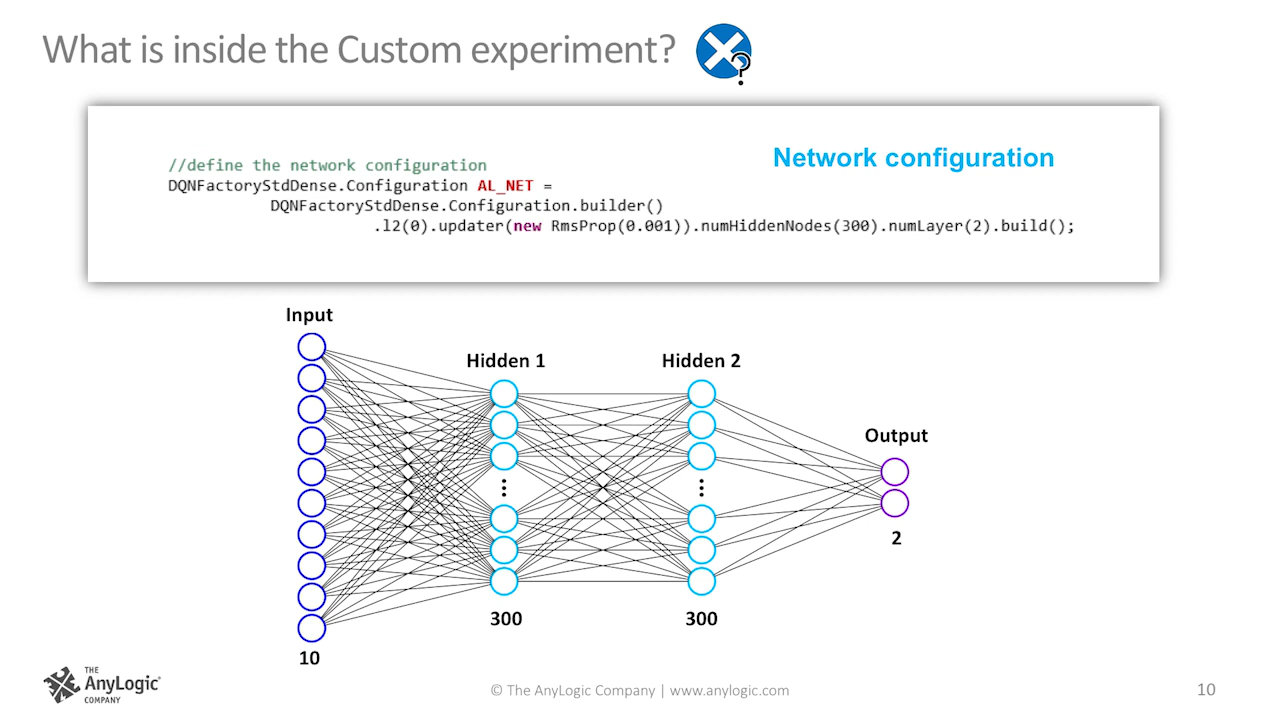 What is inside the Custom experiment?
?
Network configuration
//define the network configuration
DQNFactoryStdDense.Configuration AL_NET =
DQNFactoryStdDense.Configuration.builder()
.l2(0).updater(new RmsProp(0.001)).numHiddenNodes(300).numLayer(2).build();
Input
Hidden 1
Hidden 2
Output
2
300
300
10
THE
AnyLogic
COMPANY
© The AnyLogic Company | www.anylogic.com
10